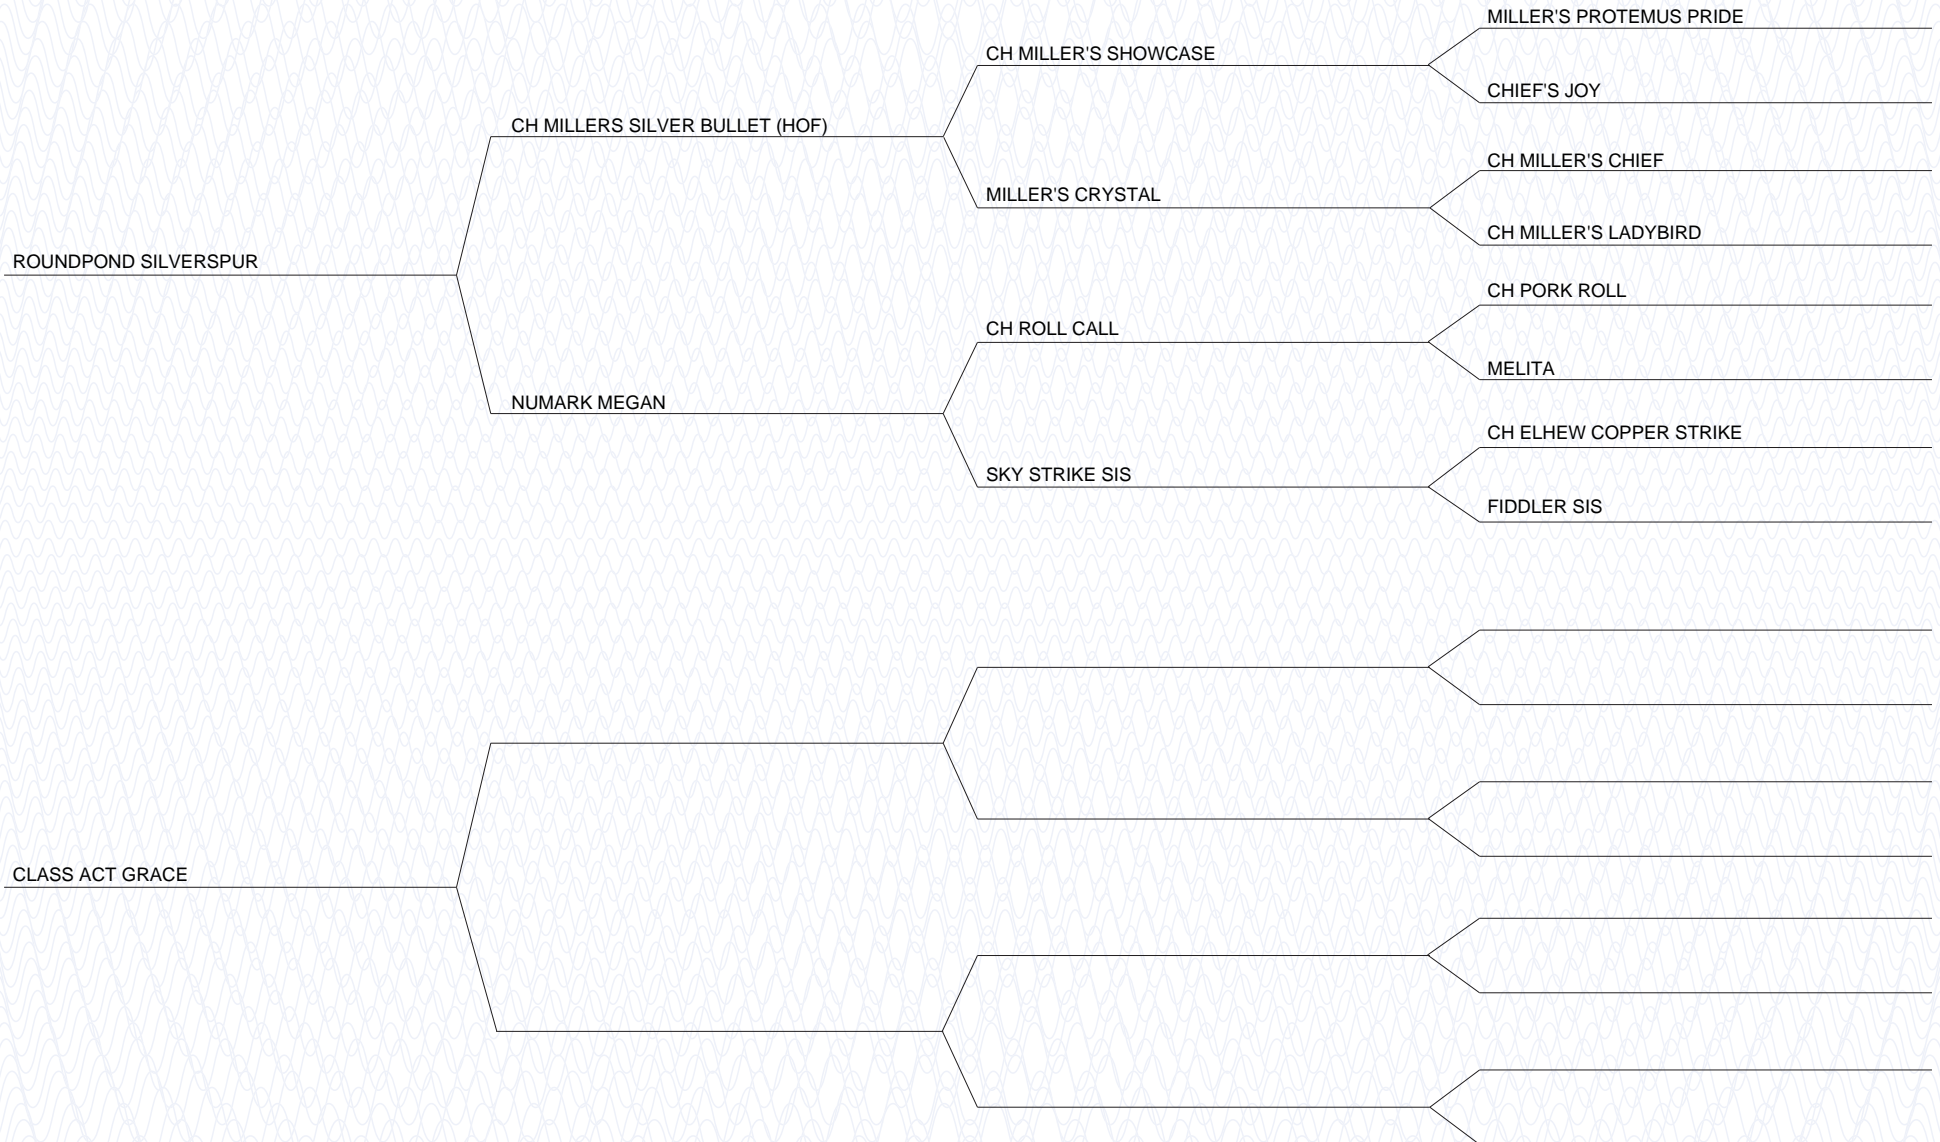 MILLER'S PROTEMUS PRIDE
CH MILLER'S SHOWCASE
CHIEF'S JOY
CH MILLERS SILVER BULLET (HOF)
CH MILLER'S CHIEF
MILLER'S CRYSTAL
CH MILLER'S LADYBIRD
ROUNDPOND SILVERSPUR
CH PORK ROLL
CH ROLL CALL
MELITA
NUMARK MEGAN
CH ELHEW COPPER STRIKE
SKY STRIKE SIS
FIDDLER SIS
CLASS ACT GRACE